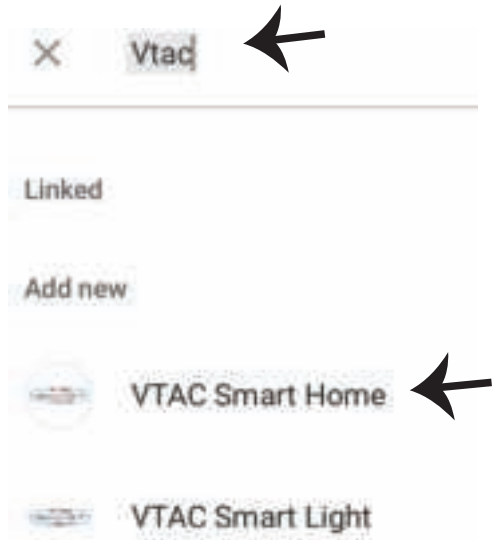 Vtac
Linked
Add new
VTAC Smart Home
VTAC Smart Light